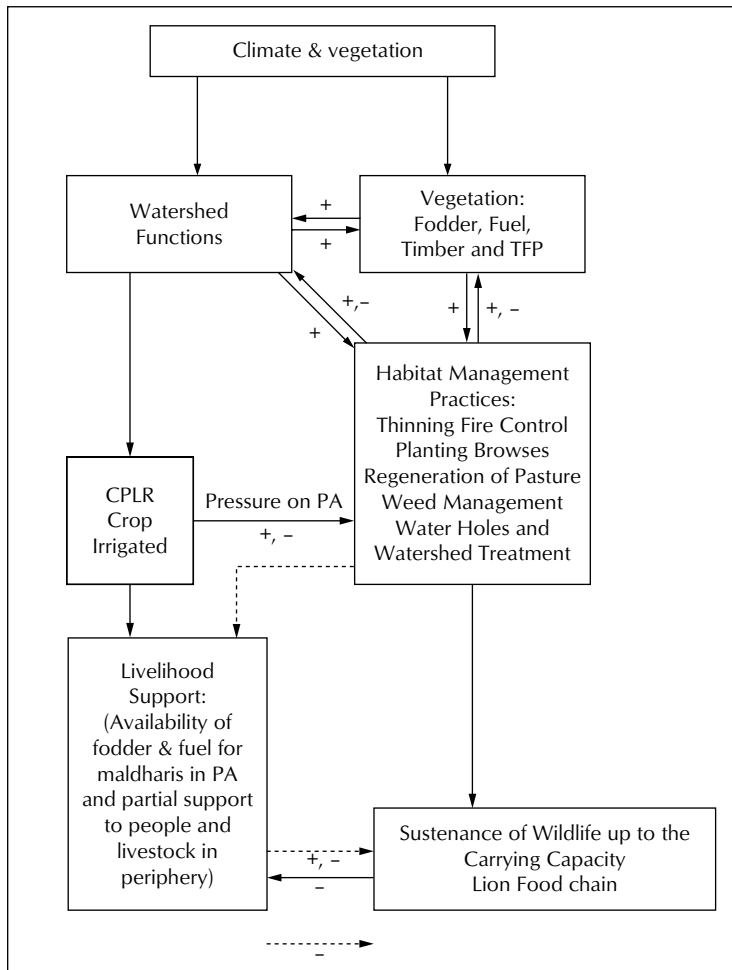 Climate & vegetation
Watershed
Functions
+
+
Vegetation:
Fodder, Fuel,
Timber and TFP
+,–
+
+
+, –
Habitat Management
Practices:
Thinning Fire Control
Planting Browses
Regeneration of Pasture
Weed Management
Water Holes and
Watershed Treatment
CPLR
Crop
Irrigated
Pressure on PA
+, –
Livelihood
Support:
(Availability of
fodder & fuel for
maldharis in PA
and partial support
to people and
livestock in
periphery)
+, –
–
Sustenance of Wildlife up to the
Carrying Capacity
Lion Food chain
–